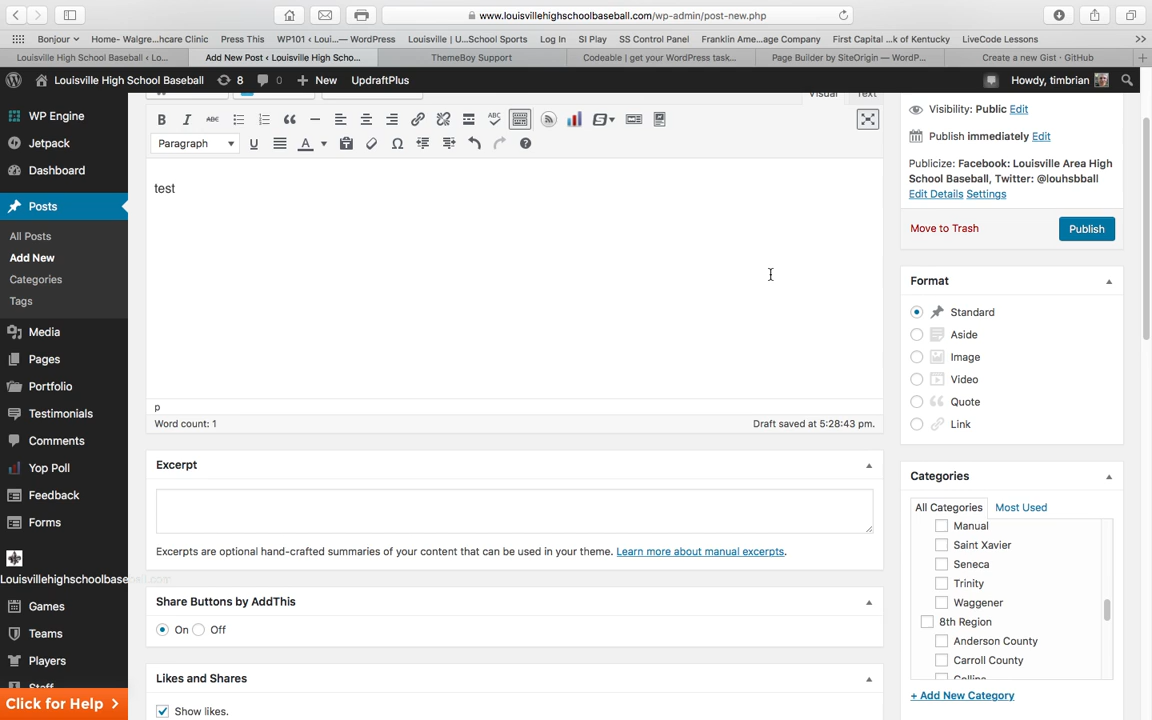 www.louisvillehighschoolbaseball.com/wp-admin/post-new.php
Bonjour Home- Walgre...hcare Clinic Press This WP101 ‹ Loui...— WordPress Louisville | U...School Sports Log In SI Play SS Control Panel Franklin Ame...age Company First Capital ...k of Kentucky LiveCode Lessons >>
Louisville High School Baseball ‹ Lo... Add New Post ‹ Louisville High Scho... ThemeBoy Support Codeable | get your WordPress task... Page Builder by SiteOrigin — WordP... Create a new Gist · GitHub +
Louisville High School Baseball 8 0 + New UpdraftPlus Howdy, timbrian
WP Engine
Jetpack
Dashboard
Posts
All Posts
Add New
Categories
Tags
Media
Pages
Portfolio
Testimonials
Comments
Yop Poll
Feedback
Forms
Louisvillehighschoolbaseball.com
Games
Teams
Players
Staff
Click for Help >
Visual Text
B I ABC ABC
Paragraph U A Ω ?
test
p
Word count: 1 Draft saved at 5:28:43 pm.
Excerpt
Excerpts are optional hand-crafted summaries of your content that can be used in your theme. Learn more about manual excerpts.
Share Buttons by AddThis
On Off
Likes and Shares
Show likes.
Visibility: Public Edit
Publish immediately Edit
Publicize: Facebook: Louisville Area High
School Baseball, Twitter: @louhsbball
Edit Details Settings
Move to Trash Publish
Format
Standard
Aside
Image
Video
Quote
Link
Categories
All Categories Most Used
Manual
Saint Xavier
Seneca
Trinity
Waggener
8th Region
Anderson County
Carroll County
Collins
+ Add New Category